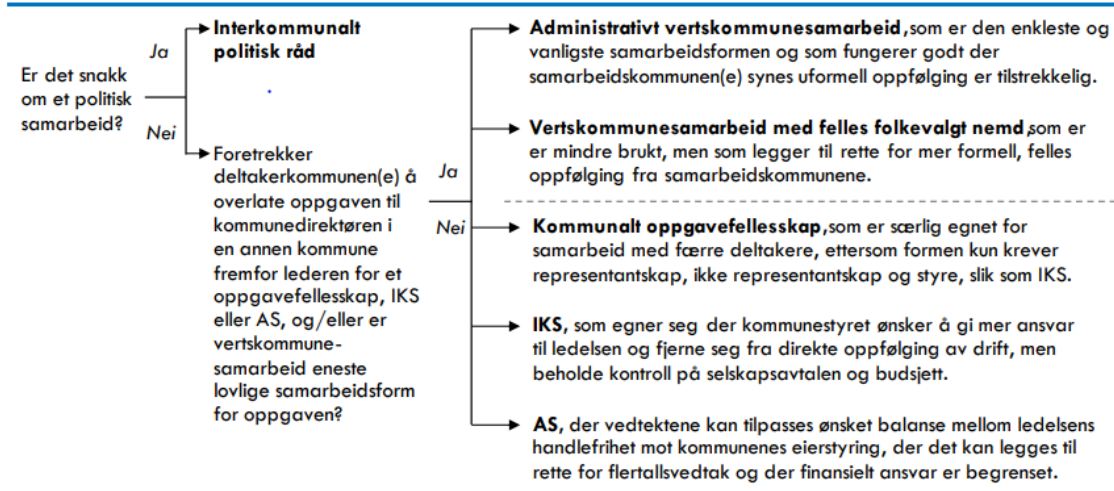 Er det snakk
om et politisk
samarbeid?
Ja
Nei
Interkommunalt
politisk råd
Foretrekker
deltakerkommunen(e) å
overlate oppgaven til
kommunedirektøren i
en annen kommune
fremfor lederen for et
oppgavefellesskap, IKS
eller AS, og/eller er
vertskommune-
samarbeid eneste
lovlige samarbeidsform
for oppgaven?
Ja
Nei
Administrativt vertskommunesamarbeid, som er den enkleste og
vanligste samarbeidsformen og som fungerer godt der
samarbeidskommunen(e) synes uformell oppfølging er tilstrekkelig.
Vertskommunesamarbeid med felles folkevalgt nemd, som er
er mindre brukt, men som legger til rette for mer formell, felles
oppfølging fra samarbeidskommunene.
Kommunalt oppgavefellesskap, som er særlig egnet for
samarbeid med færre deltakere, ettersom formen kun krever
representantskap, ikke representantskap og styre, slik som IKS.
IKS, som egner seg der kommunestyret ønsker å gi mer ansvar
til ledelsen og fjerne seg fra direkte oppfølging av drift, men
beholde kontroll på selskapsavtalen og budsjett.
AS, der vedtektene kan tilpasses ønsket balanse mellom ledelsens
handlefrihet mot kommunenes eierstyring, der det kan legges til
rette for flertallsvedtak og der finansielt ansvar er begrenset.